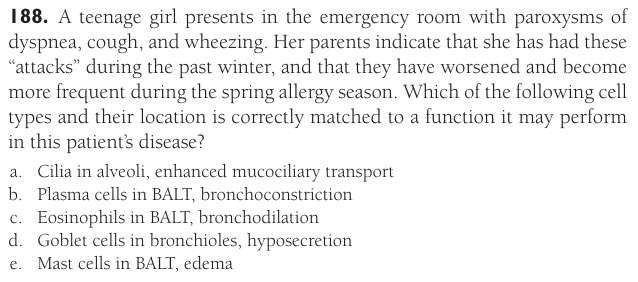 188. A teenage girl presents in the emergency room with paroxysms of
dyspnea, cough, and wheezing. Her parents indicate that she has had these
“attacks” during the past winter, and that they have worsened and become
more frequent during the spring allergy season. Which of the following cell
types and their location is correctly matched to a function it may perform
in this patient’s disease?
a. Cilia in alveoli, enhanced mucociliary transport
b. Plasma cells in BALT, bronchoconstriction
c. Eosinophils in BALT, bronchodilation
d. Goblet cells in bronchioles, hyposecretion
e. Mast cells in BALT, edema